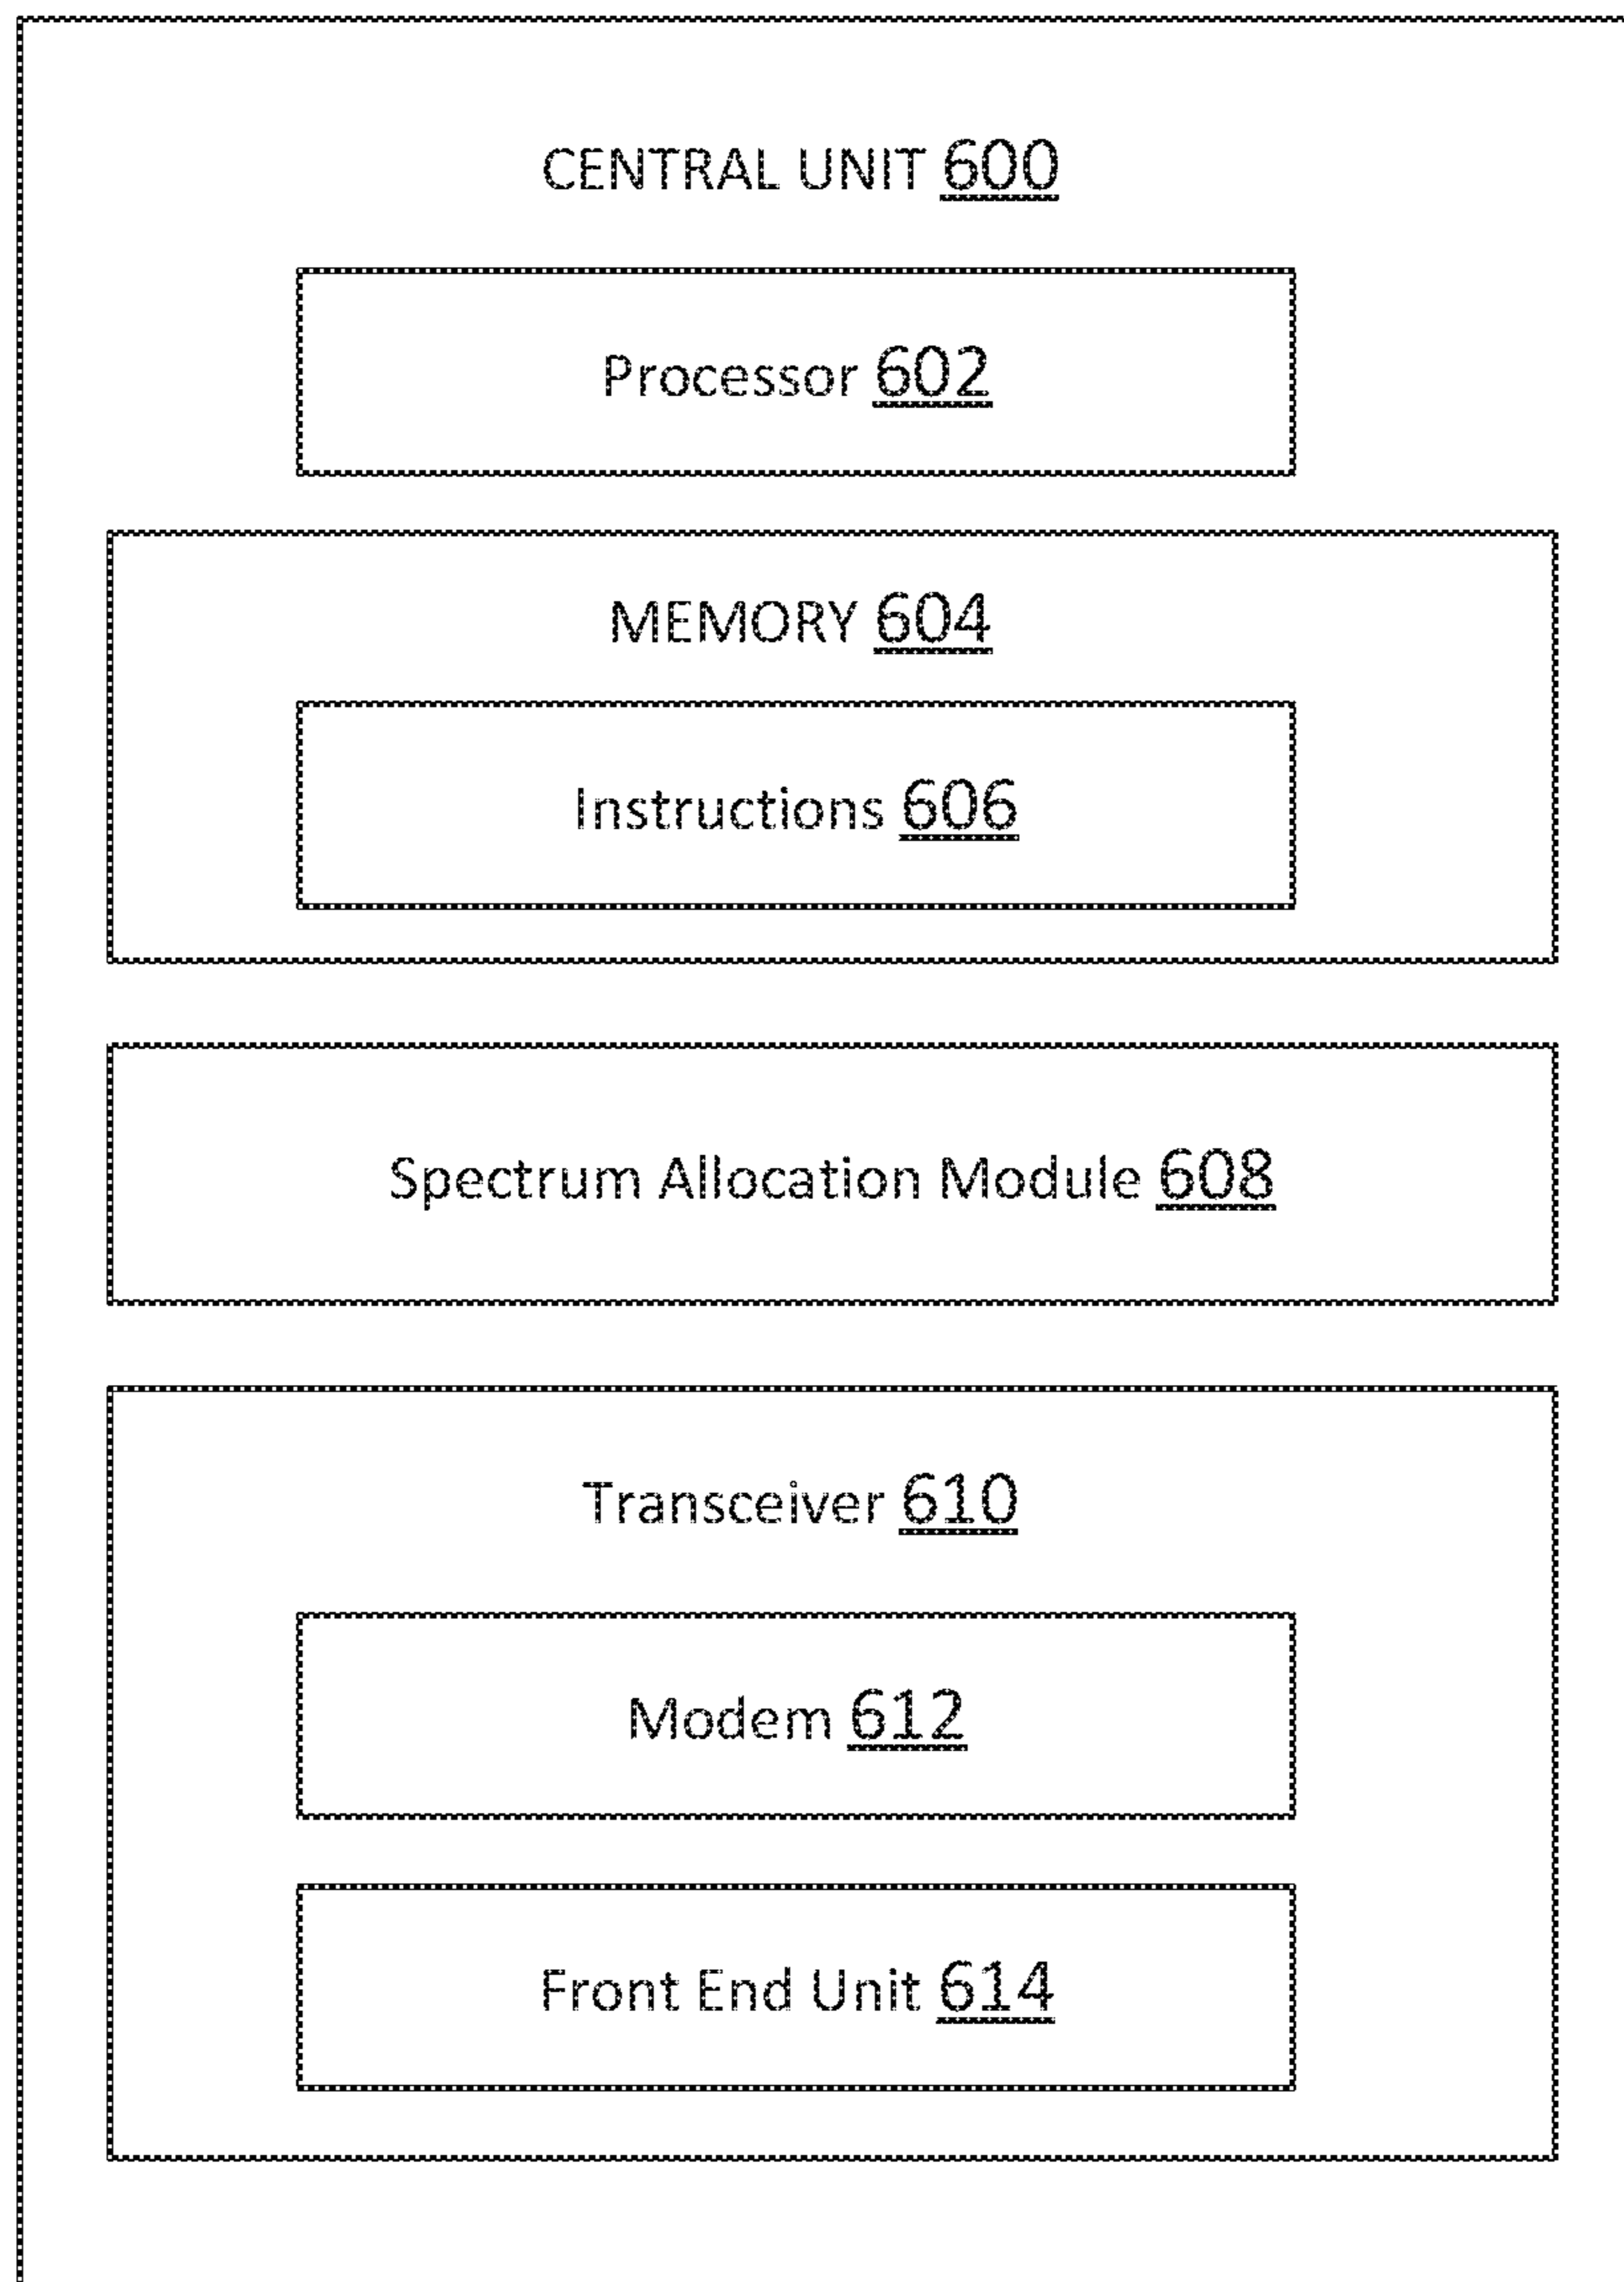 CENTRAL UNIT 600
Processor 602
MEMORY 604
Instructions 606
Spectrum Allocation Module 608
Transceiver 610
Modem 612
Front End Unit 614